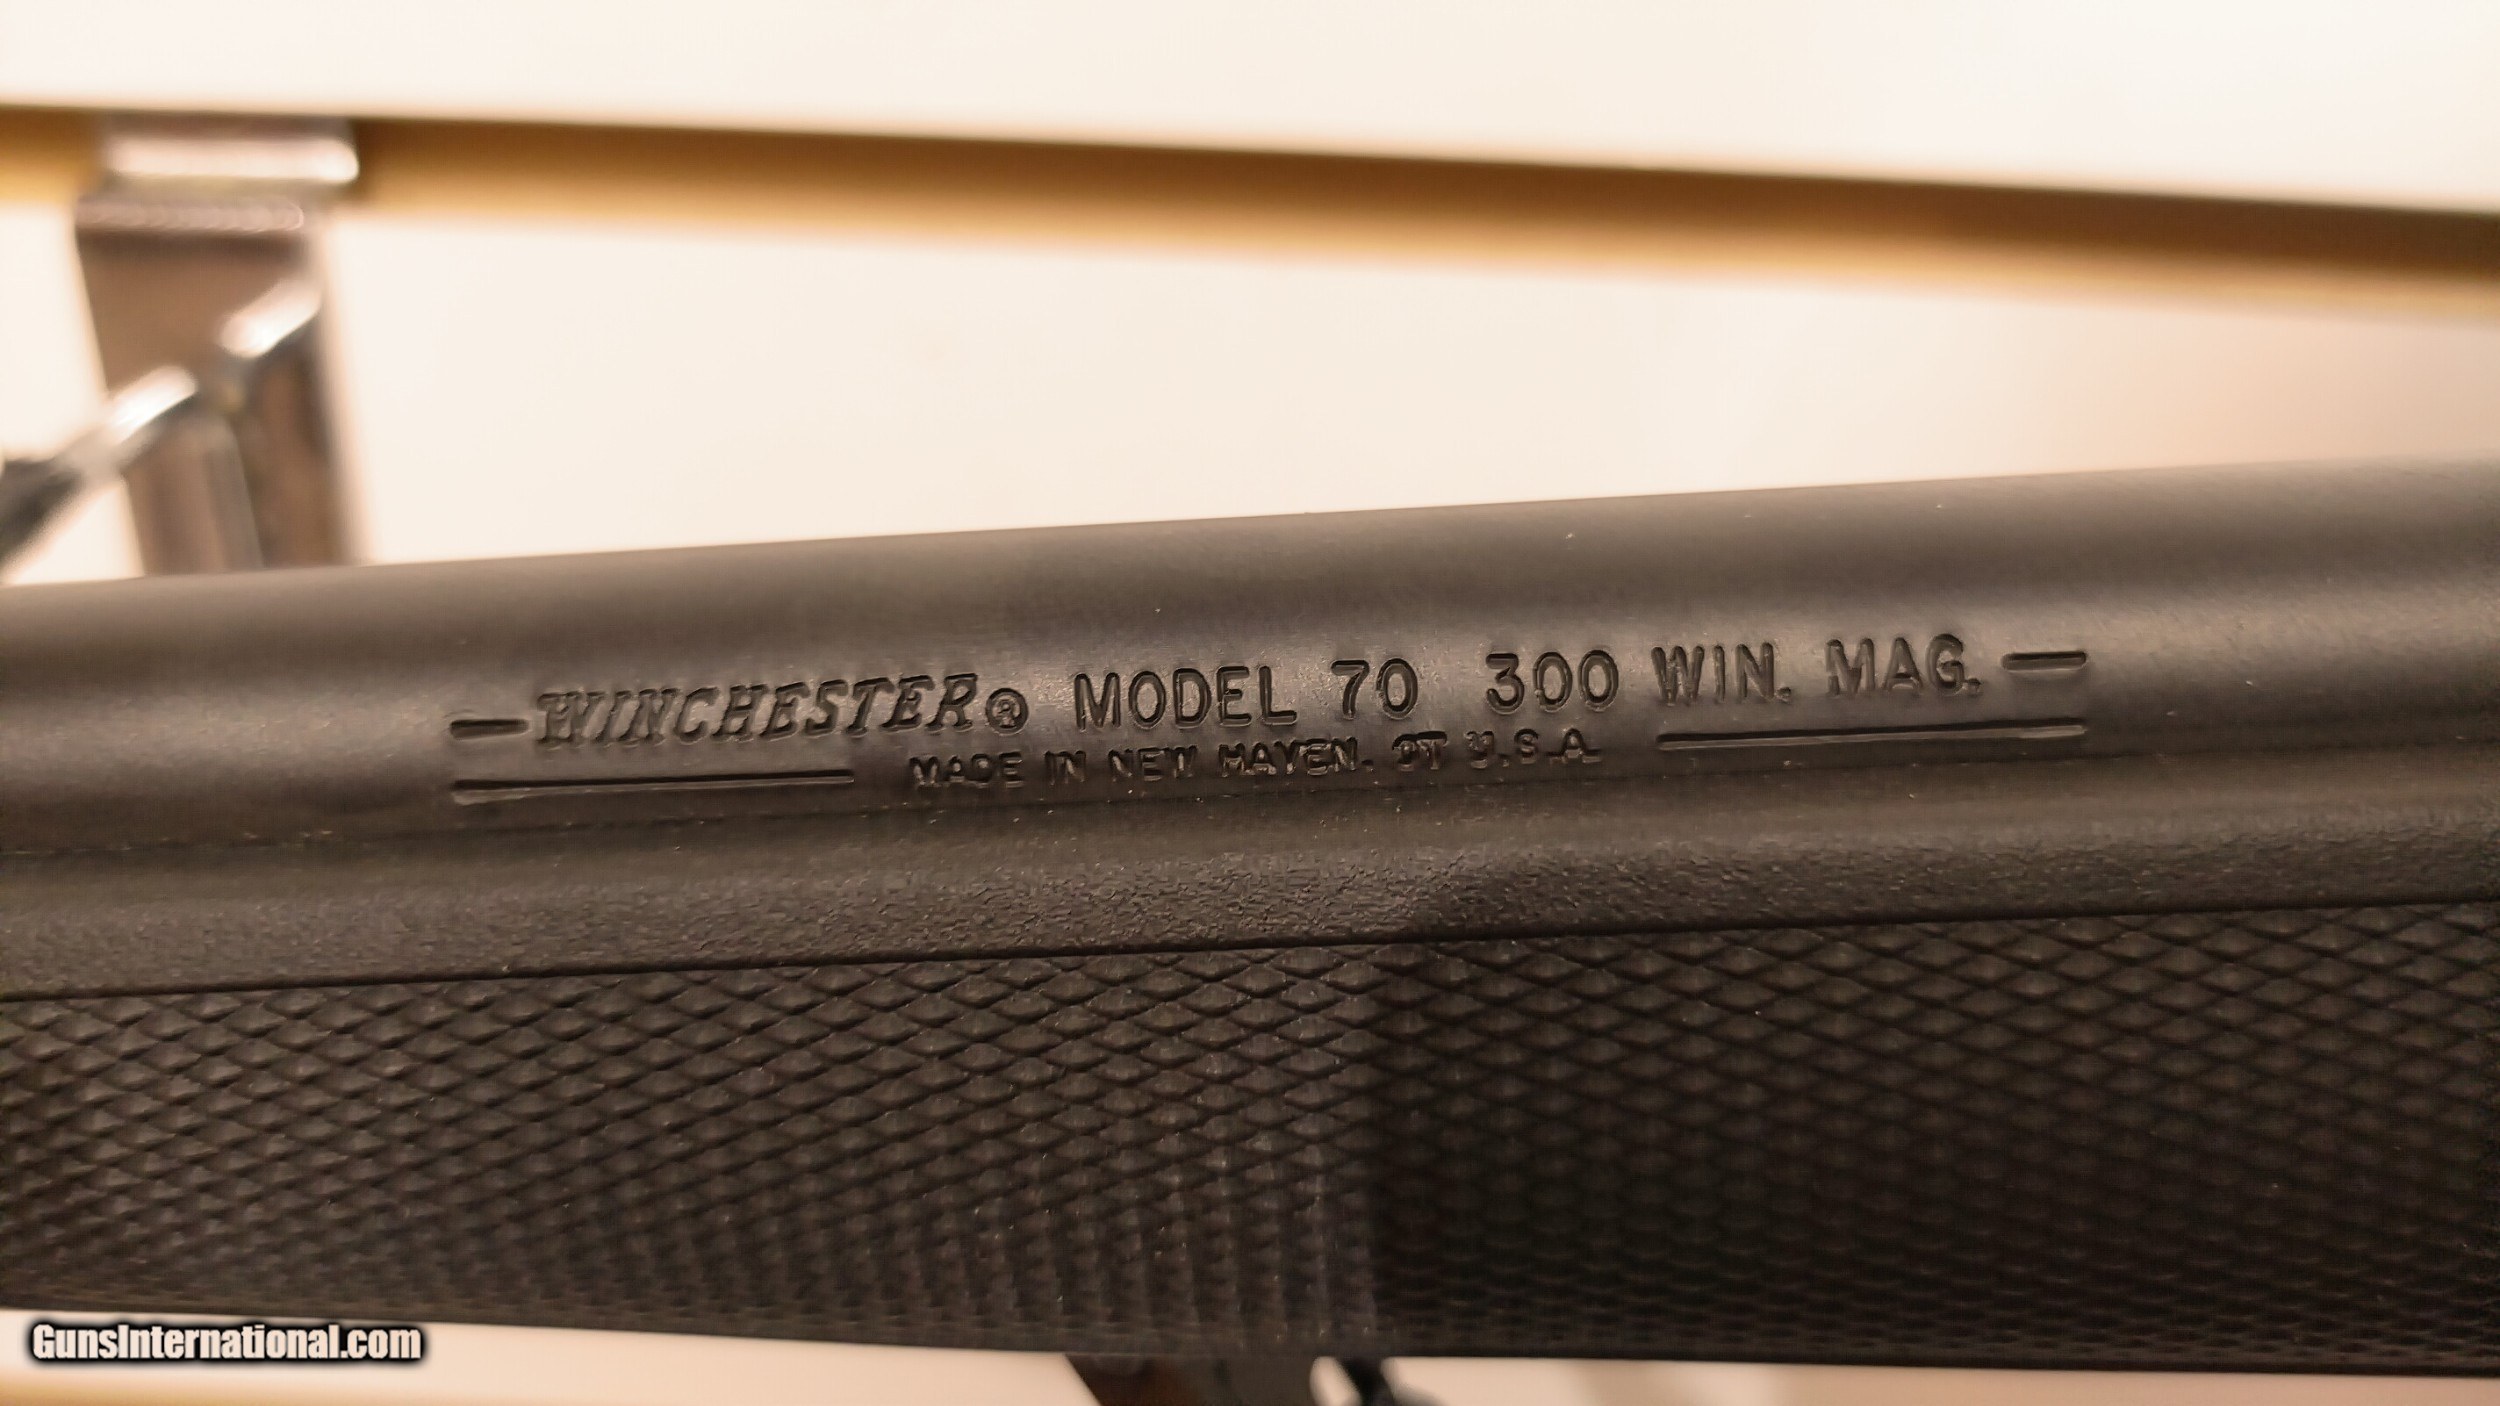 WINCHESTER® MODEL 70 300 WIN. MAG.
MADE IN NEW HAVEN. CT U.S.A.
GunsInternational.com